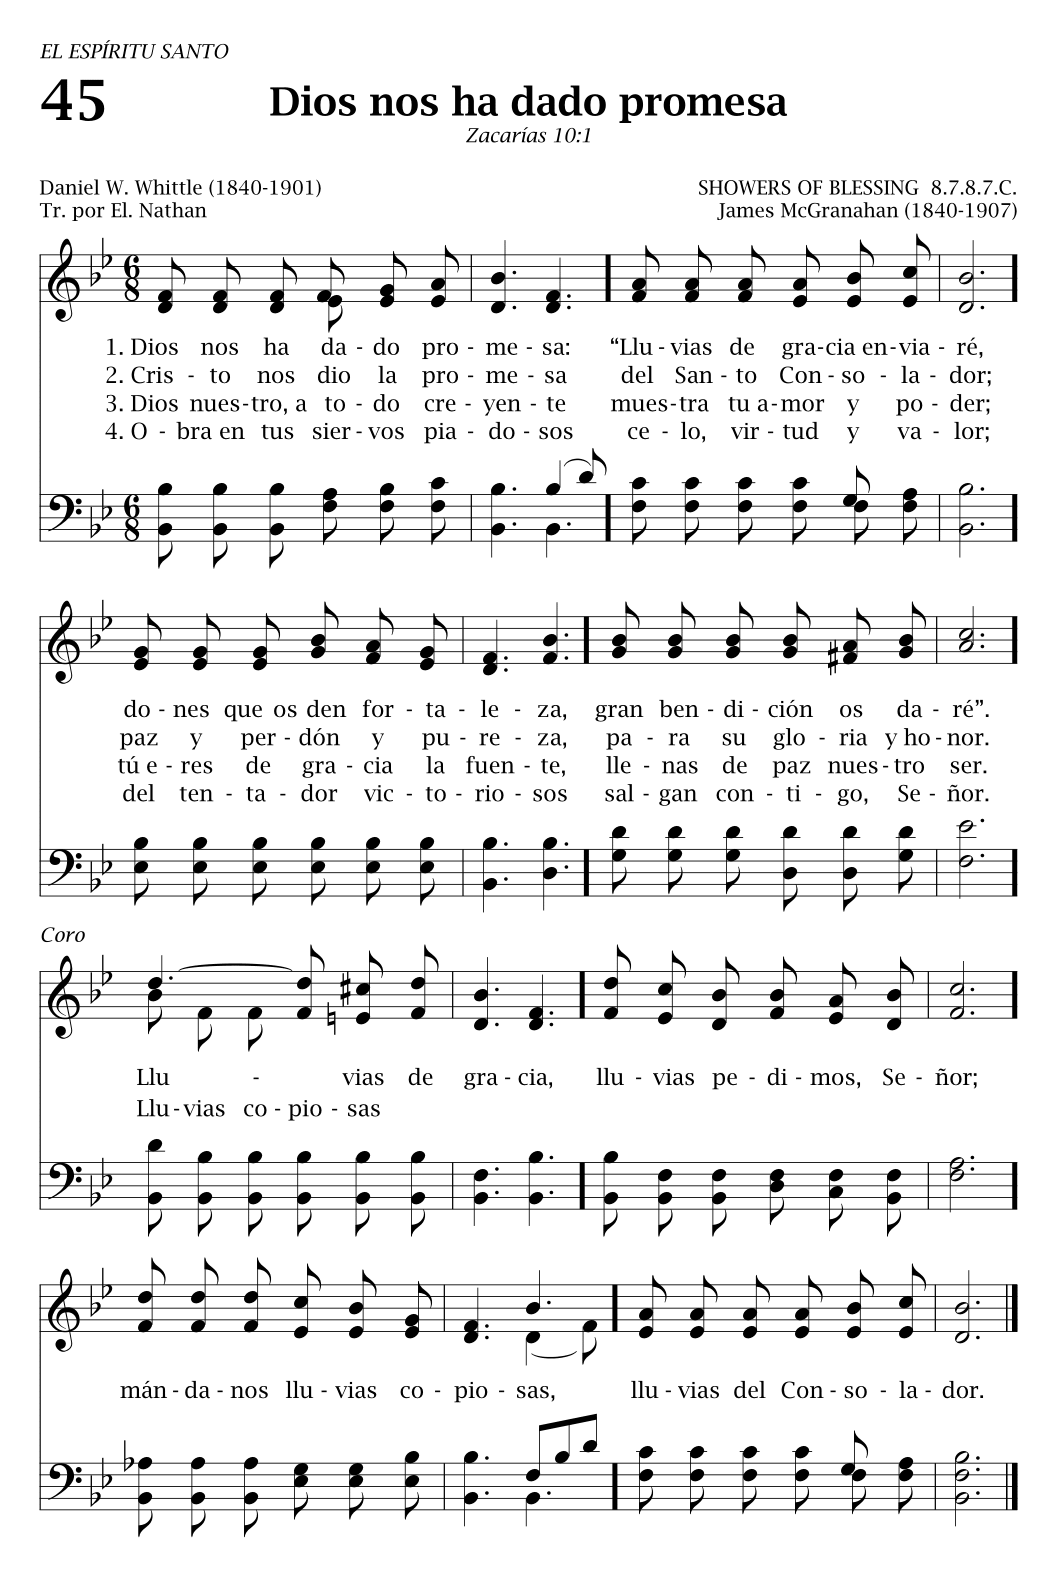 EL ESPÍRITU SANTO
45
Dios nos ha dado promesa
Zacarías 10:1
Daniel W. Whittle (1840-1901)
SHOWERS OF BLESSING 8.7.8.7.C.
Tr. por El. Nathan
James McGranahan (1840-1907)
6 8
1. Dios nos ha da - do pro - me - sa: “Llu - vias de gra-cia en-via - ré,
2. Cris - to nos dio la pro - me - sa del San - to Con - so - la - dor;
3. Dios nues-tro, a to - do cre - yen - te mues-tra tu a-mor y po - der;
4. O - bra en tus sier-vos pia - do - sos ce - lo, vir - tud y va - lor;
6 8
do - nes que os den for - ta - le - za, gran ben - di - ción os da - ré”.
paz y per - dón y pu - re - za, pa - ra su glo - ria y ho - nor.
tú e - res de gra - cia la fuen - te, lle - nas de paz nues - tro ser.
del ten - ta - dor vic - to - rio - sos sal - gan con - ti - go, Se - ñor.
Coro
Llu - vias de gra - cia, llu - vias pe - di - mos, Se - ñor;
Llu-vias co - pio - sas
mán - da - nos llu - vias co - pio - sas, llu - vias del Con - so - la - dor.